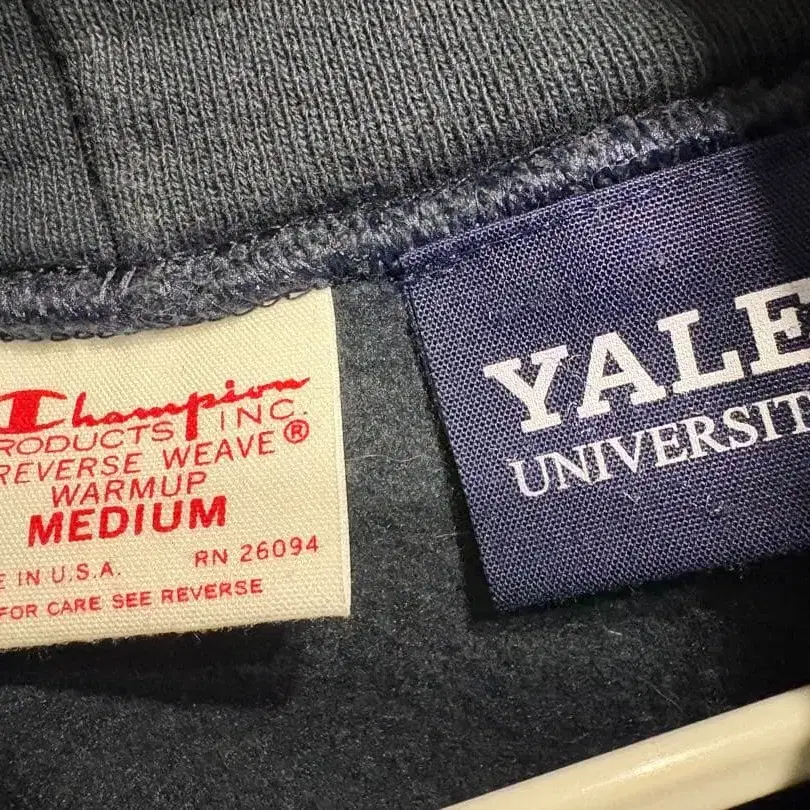 Champion
PRODUCTS INC.
REVERSE WEAVE®
WARMUP
MEDIUM
E IN U.S.A. RN 26094
FOR CARE SEE REVERSE
YALE
UNIVERSIT